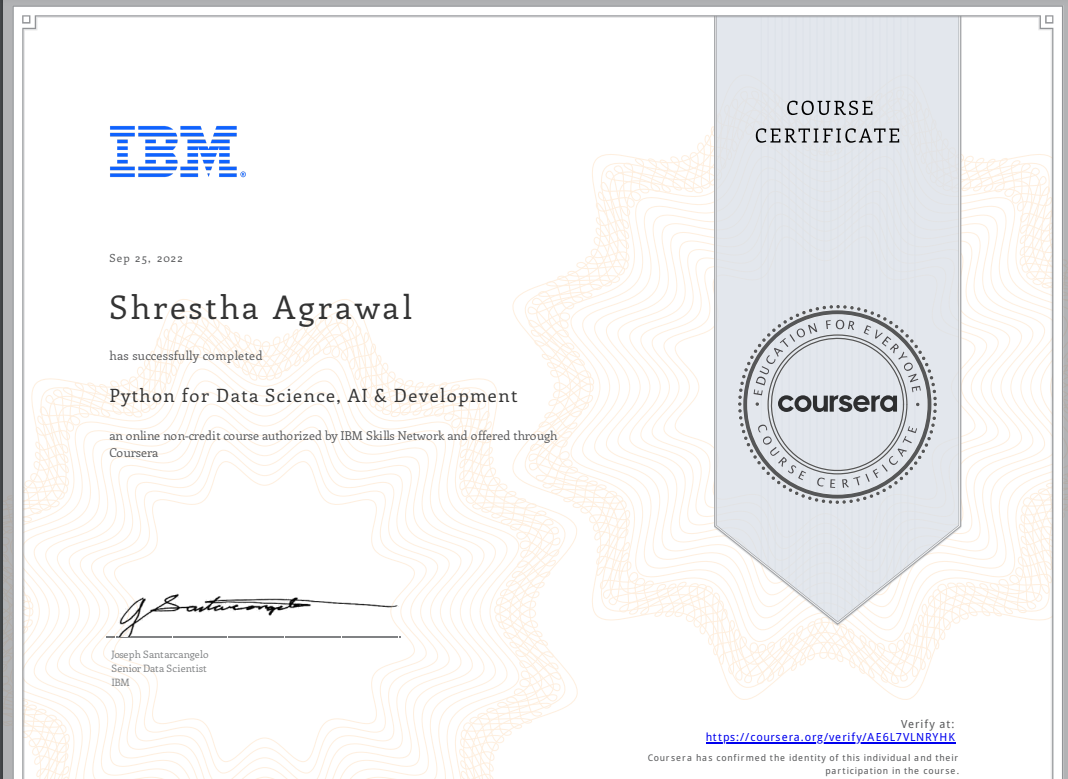 COURSE
CERTIFICATE
IBM®
Sep 25, 2022
Shrestha Agrawal
has successfully completed
Python for Data Science, AI & Development
an online non-credit course authorized by IBM Skills Network and offered through
Coursera
EDUCATION FOR EVERYONE
coursera
COURSE CERTIFICATE
J Santarcangelo
Joseph Santarcangelo
Senior Data Scientist
IBM
Verify at:
https://coursera.org/verify/AE6L7VLNRYHK
Coursera has confirmed the identity of this individual and their
participation in the course.